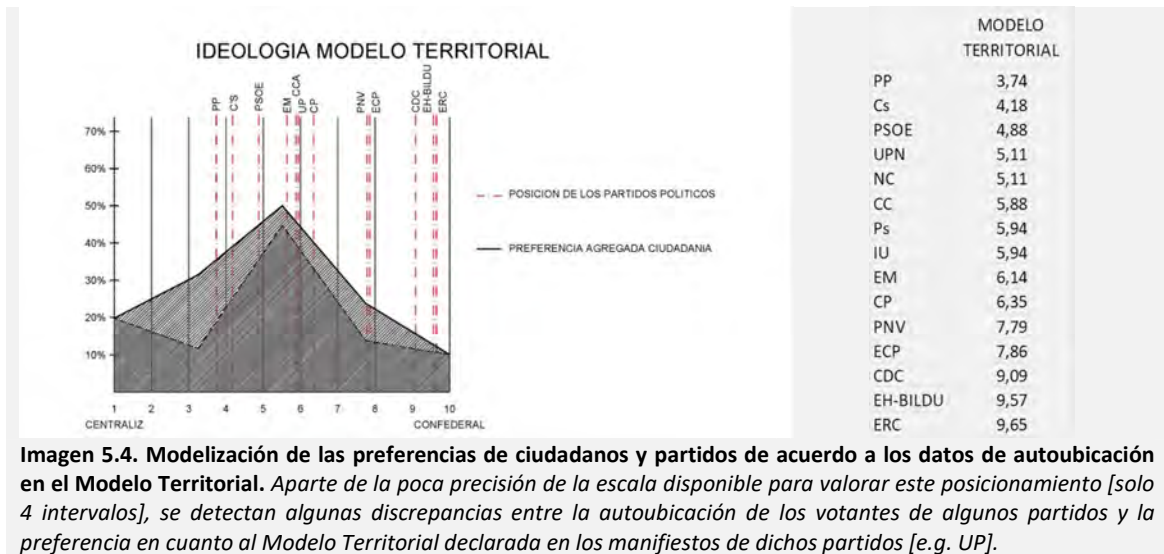 IDEOLOGIA MODELO TERRITORIAL
PP
C'S
PSOE
EM
CCA
UP
CP
PNV
ECP
CDC
EH-BILDU
ERC
70%
60%
50%
40%
30%
20%
10%
1 2 3 4 5 6 7 8 9 10
CENTRALIZ CONFEDERAL
POSICION DE LOS PARTIDOS POLITICOS
PREFERENCIA AGREGADA CIUDADANIA
MODELO
TERRITORIAL
PP 3,74
Cs 4,18
PSOE 4,88
UPN 5,11
NC 5,11
CC 5,88
Ps 5,94
IU 5,94
EM 6,14
CP 6,35
PNV 7,79
ECP 7,86
CDC 9,09
EH-BILDU 9,57
ERC 9,65
Imagen 5.4. Modelización de las preferencias de ciudadanos y partidos de acuerdo a los datos de autoubicación
en el Modelo Territorial. Aparte de la poca precisión de la escala disponible para valorar este posicionamiento [solo
4 intervalos], se detectan algunas discrepancias entre la autoubicación de los votantes de algunos partidos y la
preferencia en cuanto al Modelo Territorial declarada en los manifiestos de dichos partidos [e.g. UP].